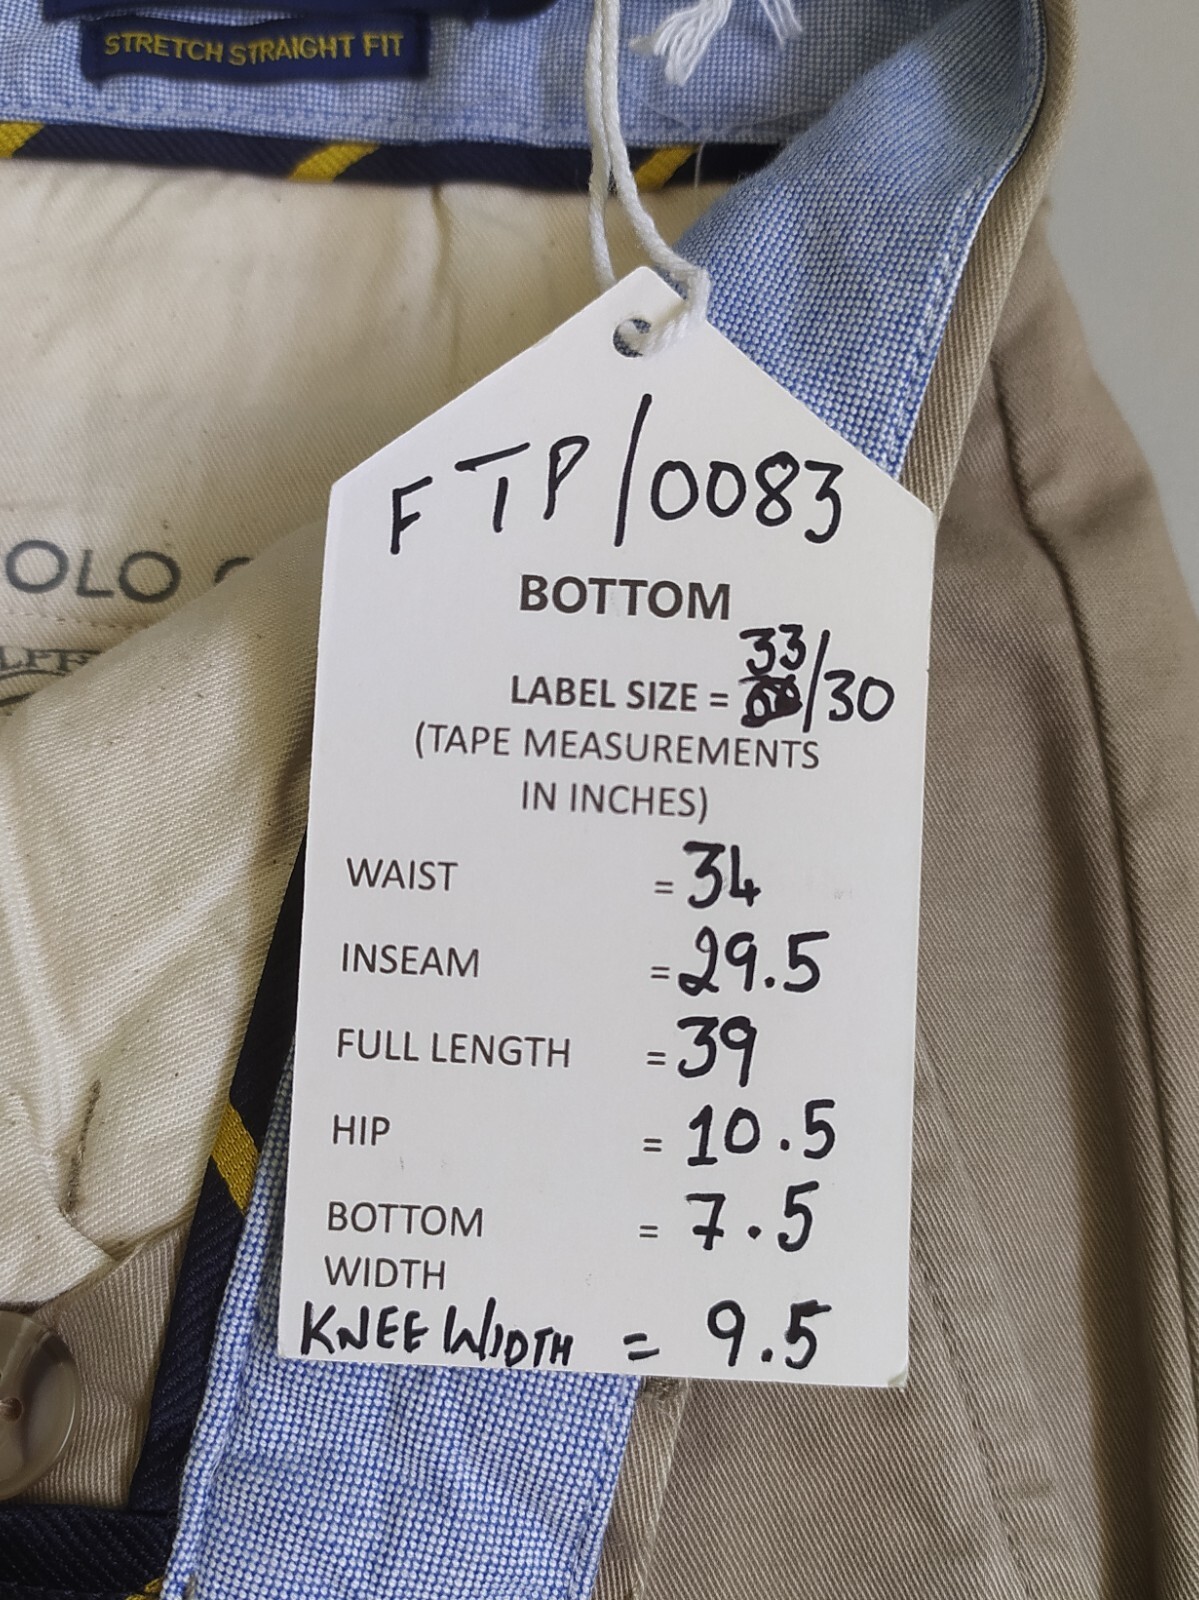 STRETCH STRAIGHT FIT
FTP/0083
OLO
BOTTOM
LABEL SIZE = 33/30
(TAPE MEASUREMENTS
IN INCHES)
WAIST = 34
INSEAM = 29.5
FULL LENGTH = 39
HIP = 10.5
BOTTOM = 7.5
WIDTH
KNEE WIDTH = 9.5